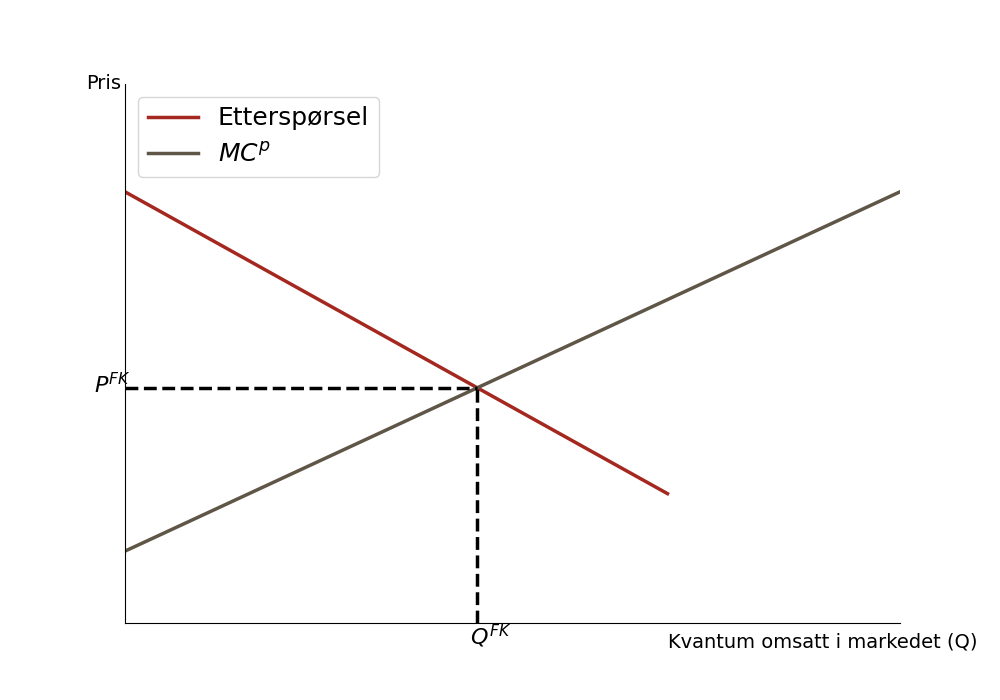 Pris
Etterspørsel
MC^p
P^FK
Q^FK
Kvantum omsatt i markedet (Q)